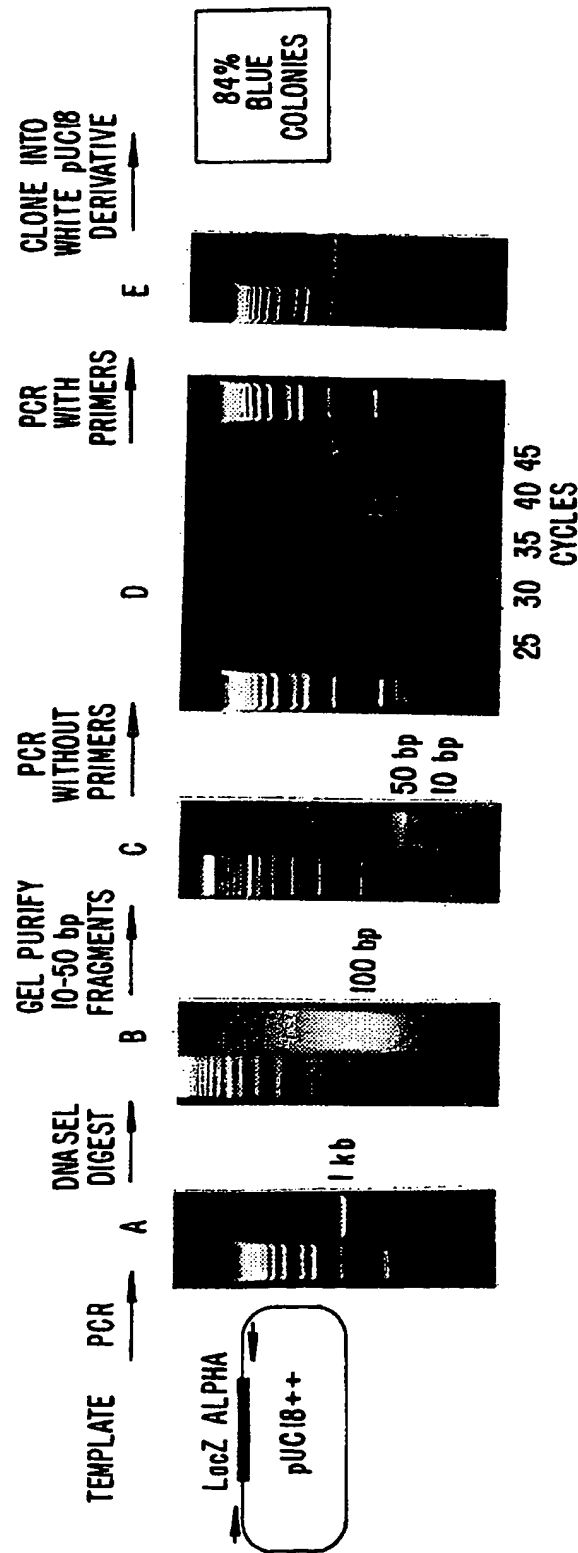 TEMPLATE
PCR
DNASEL
DIGEST
GEL PURIFY
10-50 bp
FRAGMENTS
PCR
WITHOUT
PRIMERS
PCR
WITH
PRIMERS
CLONE INTO
WHITE pUC18
DERIVATIVE
A
B
C
D
E
LacZ ALPHA
pUC18++
1 kb
100 bp
50 bp
10 bp
25 30 35 40 45
CYCLES
84%
BLUE
COLONIES